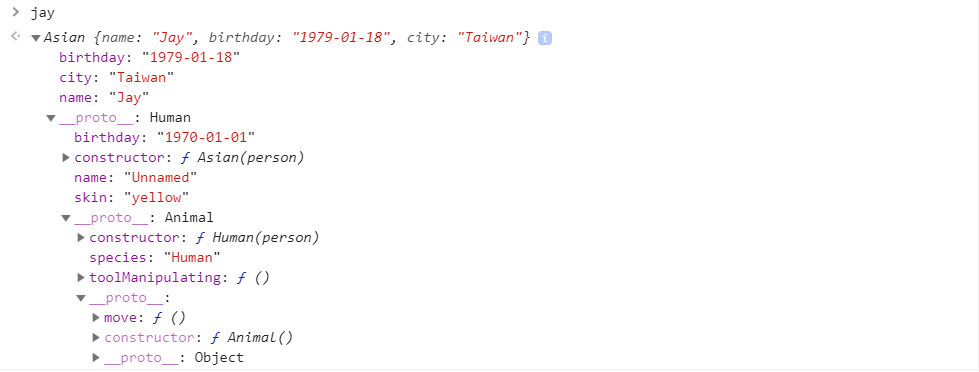 > jay
Asian {name: "Jay", birthday: "1979-01-18", city: "Taiwan"} i
birthday: "1979-01-18"
city: "Taiwan"
name: "Jay"
__proto__: Human
birthday: "1970-01-01"
constructor: ƒ Asian(person)
name: "Unnamed"
skin: "yellow"
__proto__: Animal
constructor: ƒ Human(person)
species: "Human"
toolManipulating: ƒ ()
__proto__:
move: ƒ ()
constructor: ƒ Animal()
__proto__: Object